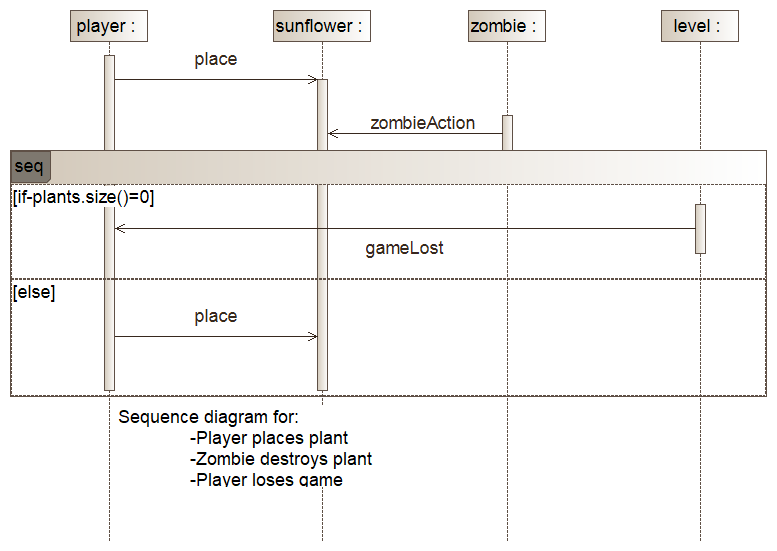 player :
sunflower :
zombie :
level :
place
zombieAction
seq
[if-plants.size()=0]
gameLost
[else]
place
Sequence diagram for:
-Player places plant
-Zombie destroys plant
-Player loses game